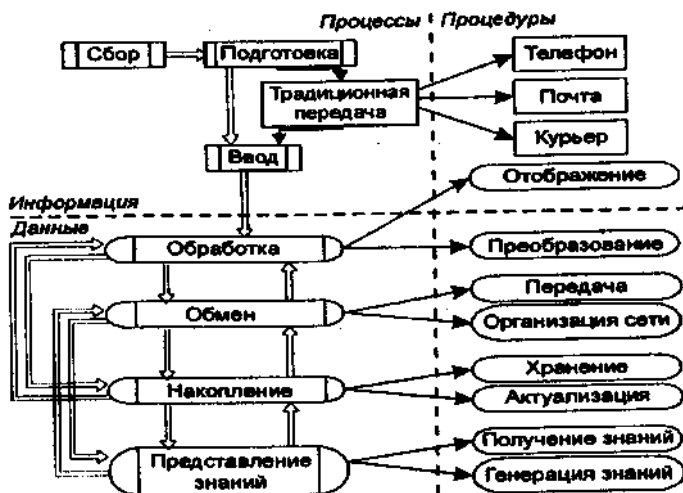 Процессы
Процедуры
Сбор
Подготовка
Телефон
Традиционная
передача
Почта
Курьер
Ввод
Отображение
Информация
Данные
Обработка
Преобразование
Передача
Обмен
Организация сети
Хранение
Накопление
Актуализация
Получение знаний
Представление
знаний
Генерация знаний